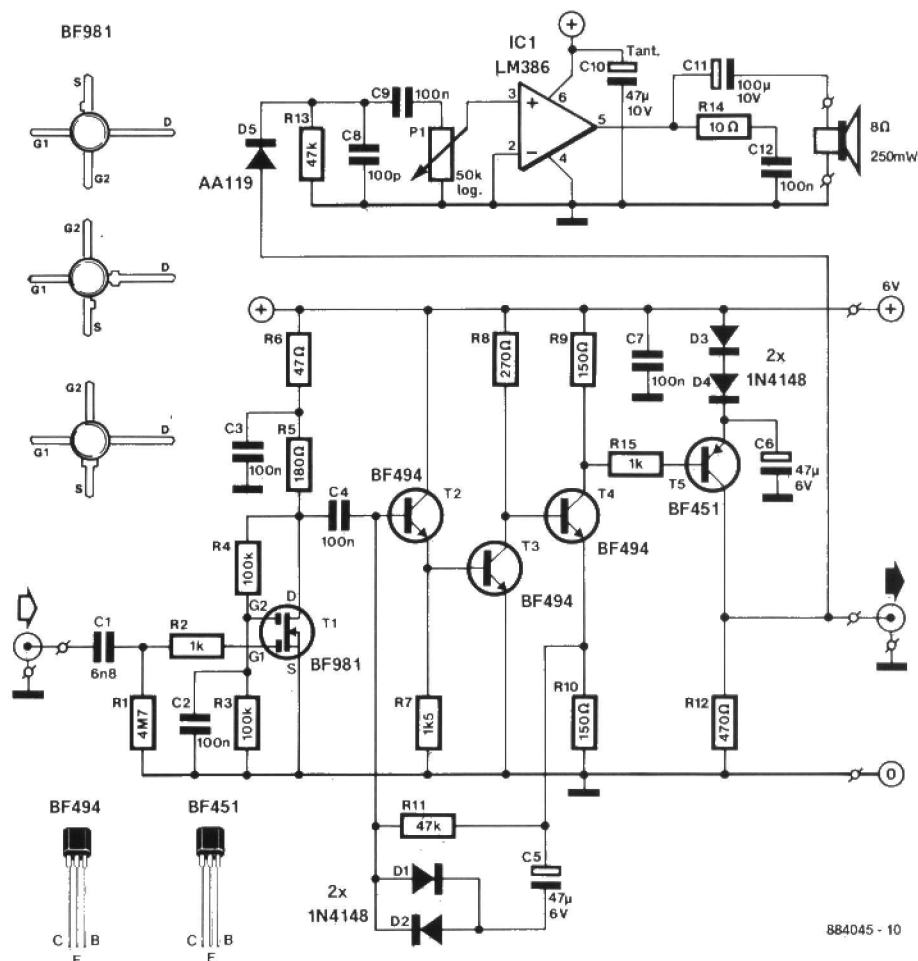 BF981
S
G1
D
G2
G2
G1
D
S
G2
G1
D
S
D5
AA119
R13
47k
C8
100p
C9
100n
P1
50k
log.
IC1
LM386
3
+
2
−
6
5
4
+
Tant.
C10
47µ
10V
C11
100µ
10V
R14
10Ω
C12
100n
8Ω
250mW
+
6V
+
R6
47Ω
R5
180Ω
C3
100n
C4
100n
R4
100k
BF494
T2
R8
270Ω
R9
150Ω
T3
BF494
T4
BF494
C7
100n
D3
D4
2x
1N4148
R15
1k
T5
BF451
C6
47µ
6V
C1
6n8
R1
4M7
R2
1k
C2
100n
R3
100k
G2
G1
D
S
T1
BF981
R7
1k5
R10
150Ω
R12
470Ω
0
R11
47k
D1
D2
2x
1N4148
C5
47µ
6V
BF494
C
B
E
BF451
C
B
E
884045 - 10